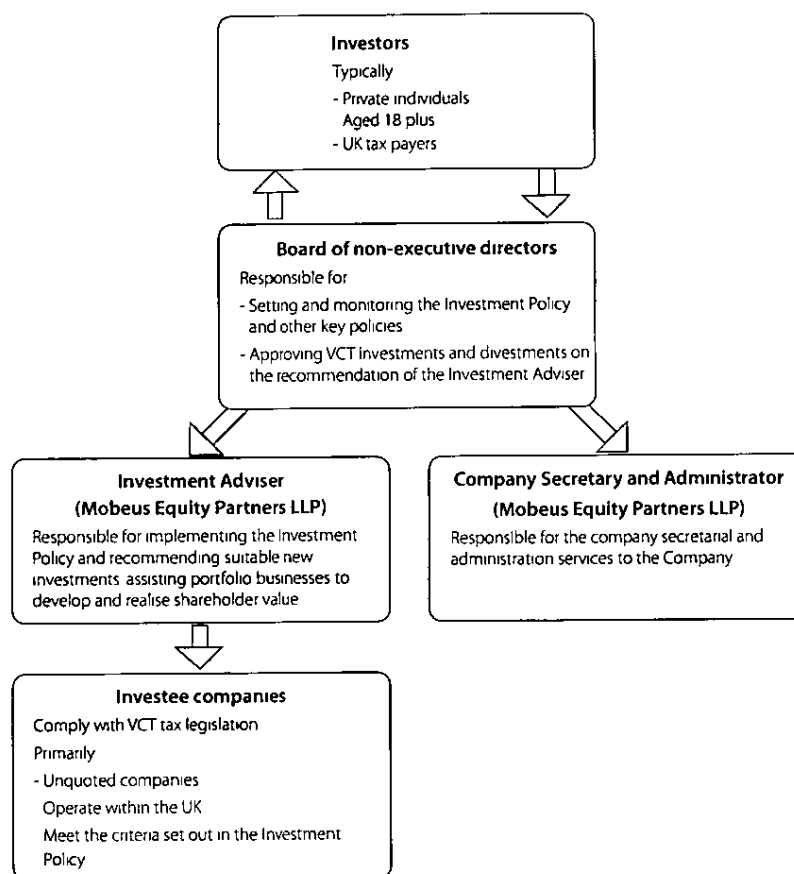 Investors
Typically
- Private individuals
Aged 18 plus
- UK tax payers
Board of non-executive directors
Responsible for
- Setting and monitoring the Investment Policy
and other key policies
- Approving VCT investments and divestments on
the recommendation of the Investment Adviser
Investment Adviser
(Mobeus Equity Partners LLP)
Responsible for implementing the Investment
Policy and recommending suitable new
investments assisting portfolio businesses to
develop and realise shareholder value
Company Secretary and Administrator
(Mobeus Equity Partners LLP)
Responsible for the company secretarial and
administration services to the Company
Investee companies
Comply with VCT tax legislation
Primarily
- Unquoted companies
Operate within the UK
Meet the criteria set out in the Investment
Policy